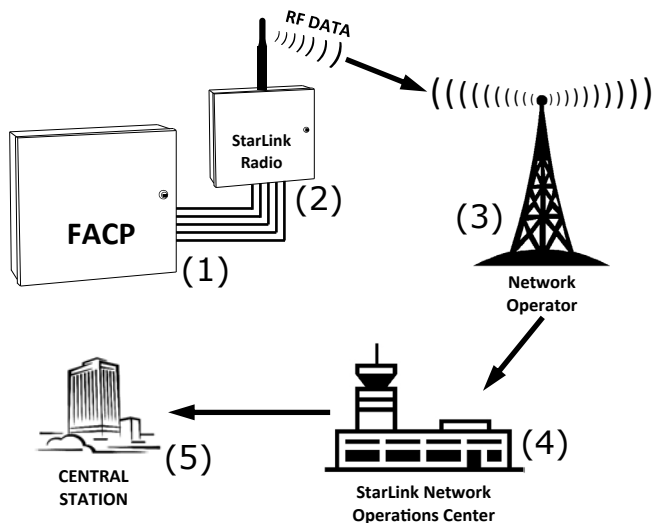 RF DATA
StarLink
Radio
(2)
FACP
(1)
(3)
Network
Operator
(4)
StarLink Network
Operations Center
(5)
CENTRAL
STATION